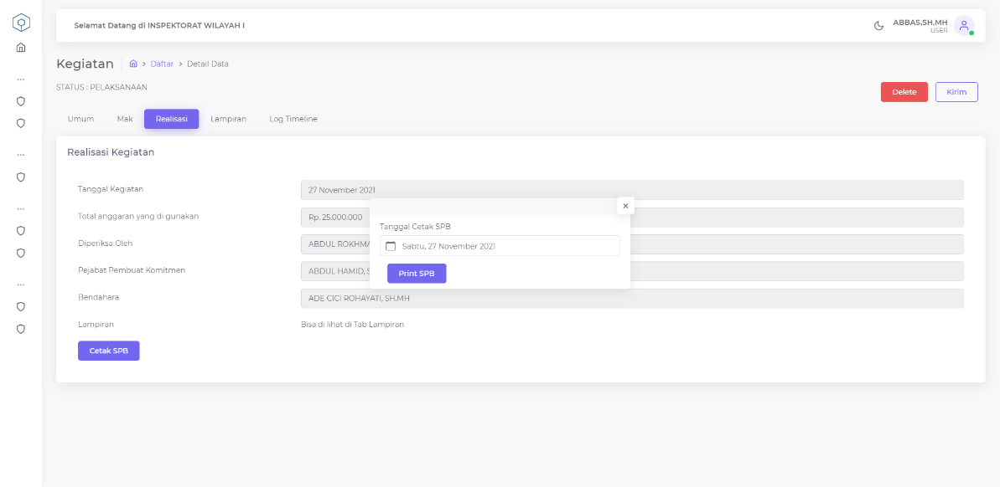 Selamat Datang di INSPEKTORAT WILAYAH I
ABBAS,SH.MH
USER
Kegiatan
Daftar
Detail Data
STATUS : PELAKSANAAN
Delete
Kirim
Umum
Mak
Realisasi
Lampiran
Log Timeline
Realisasi Kegiatan
Tanggal Kegiatan
27 November 2021
Total anggaran yang di gunakan
Rp. 25.000.000
Diperiksa Oleh
ABDUL ROKHMA
Pejabat Pembuat Komitmen
ABDUL HAMID, S
Bendahara
ADE CICI ROHAYATI, SH.MH
Lampiran
Bisa di lihat di Tab Lampiran
Cetak SPB
Tanggal Cetak SPB
Sabtu, 27 November 2021
Print SPB